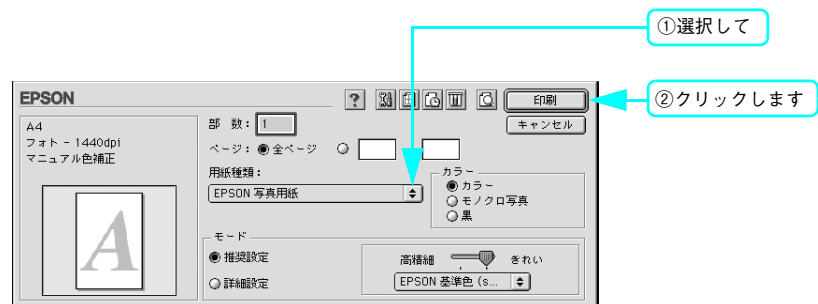 ①選択して
②クリックします
EPSON
?
印刷
キャンセル
A4
フォト - 1440dpi
マニュアル色補正
A
部 数： 1
ページ： 全ページ
用紙種類：
EPSON 写真用紙
カラー
カラー
モノクロ写真
黒
モード
推奨設定
詳細設定
高精細 きれい
EPSON 基準色 (s...